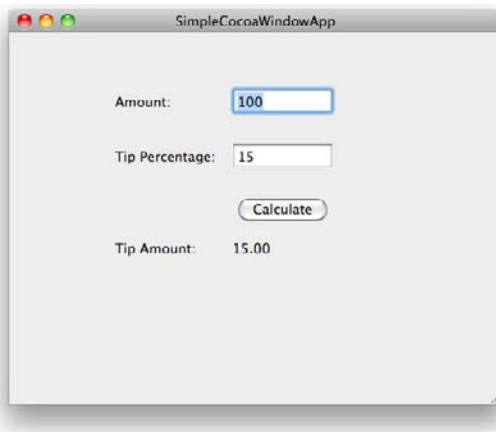 SimpleCocoaWindowApp
Amount: 100
Tip Percentage: 15
Calculate
Tip Amount: 15.00